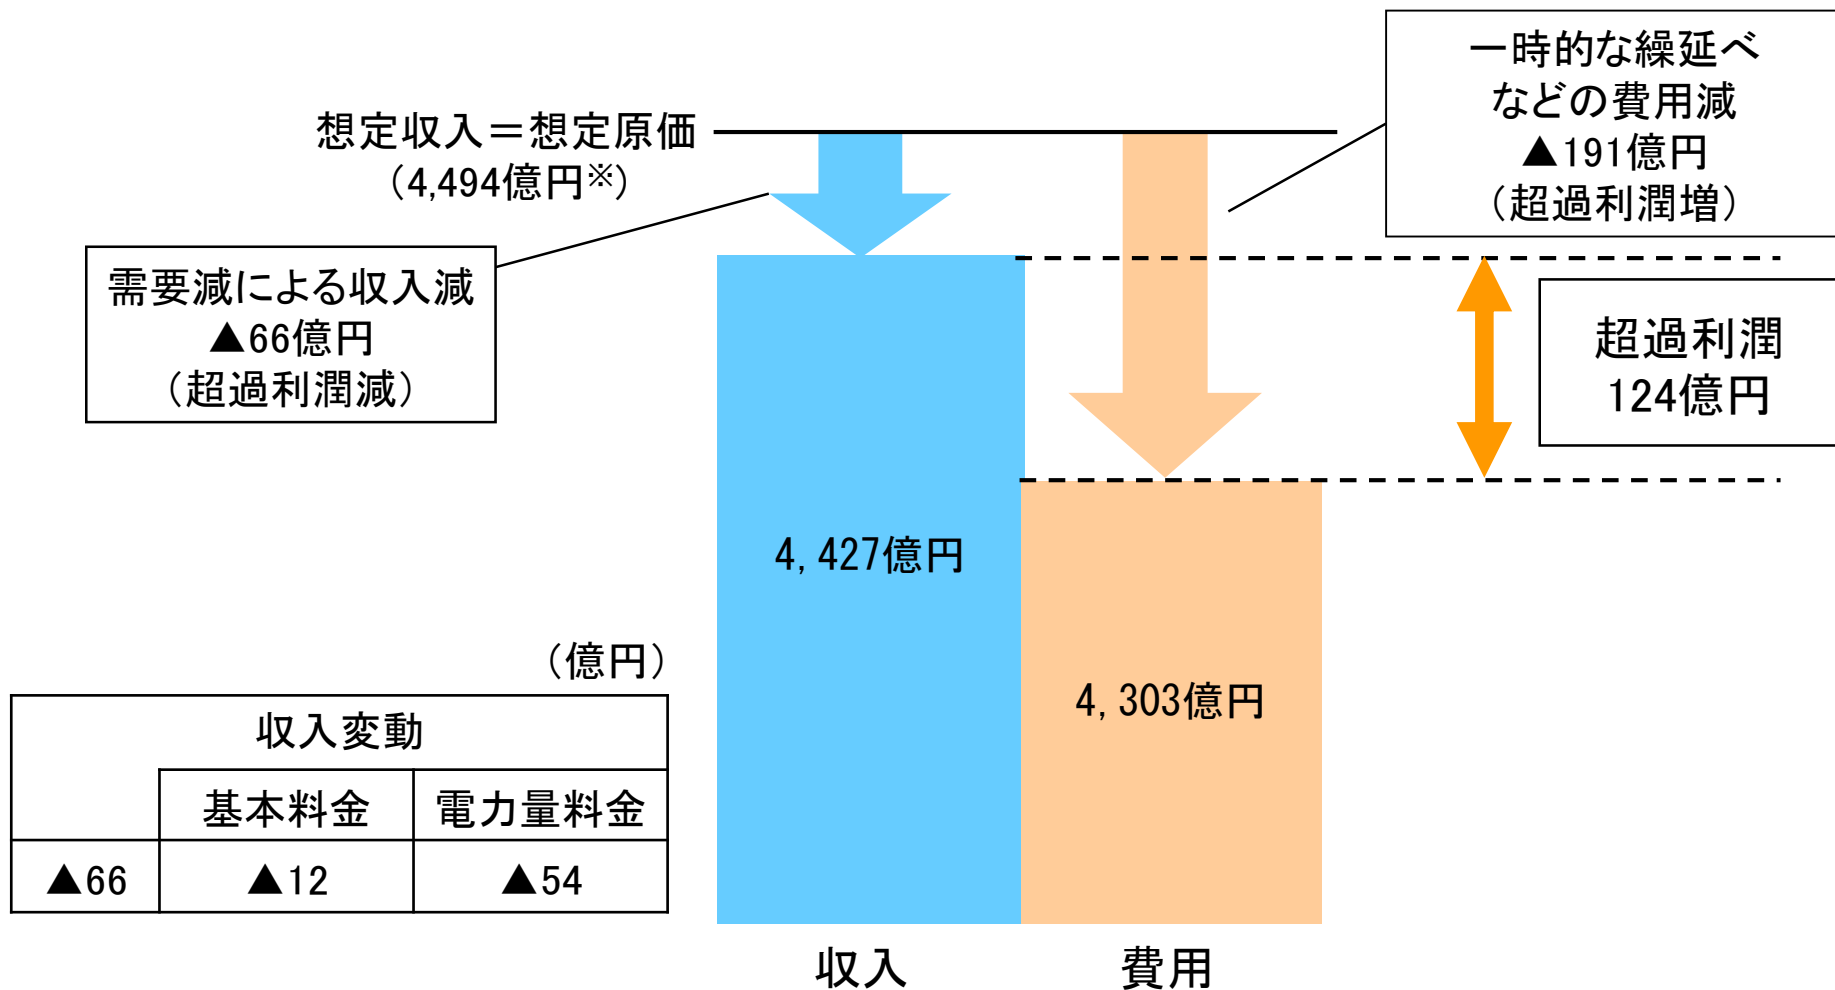 一時的な繰延べ
などの費用減
▲191億円
（超過利潤増）
想定収入＝想定原価
（4,494億円※）
需要減による収入減
▲66億円
（超過利潤減）
超過利潤
124億円
4,427億円
4,303億円
（億円）
収入変動
基本料金 電力量料金
▲66 ▲12 ▲54
収入 費用